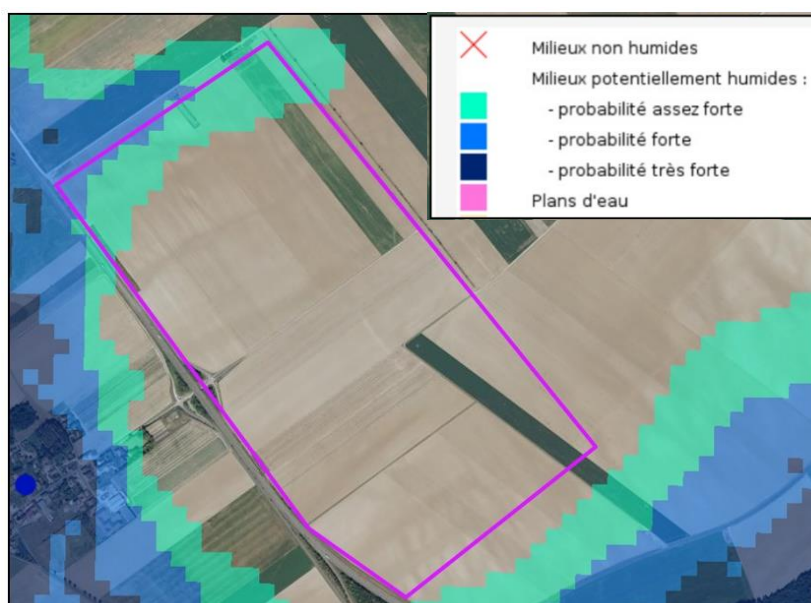 Milieux non humides
Milieux potentiellement humides :
- probabilité assez forte
- probabilité forte
- probabilité très forte
Plans d'eau